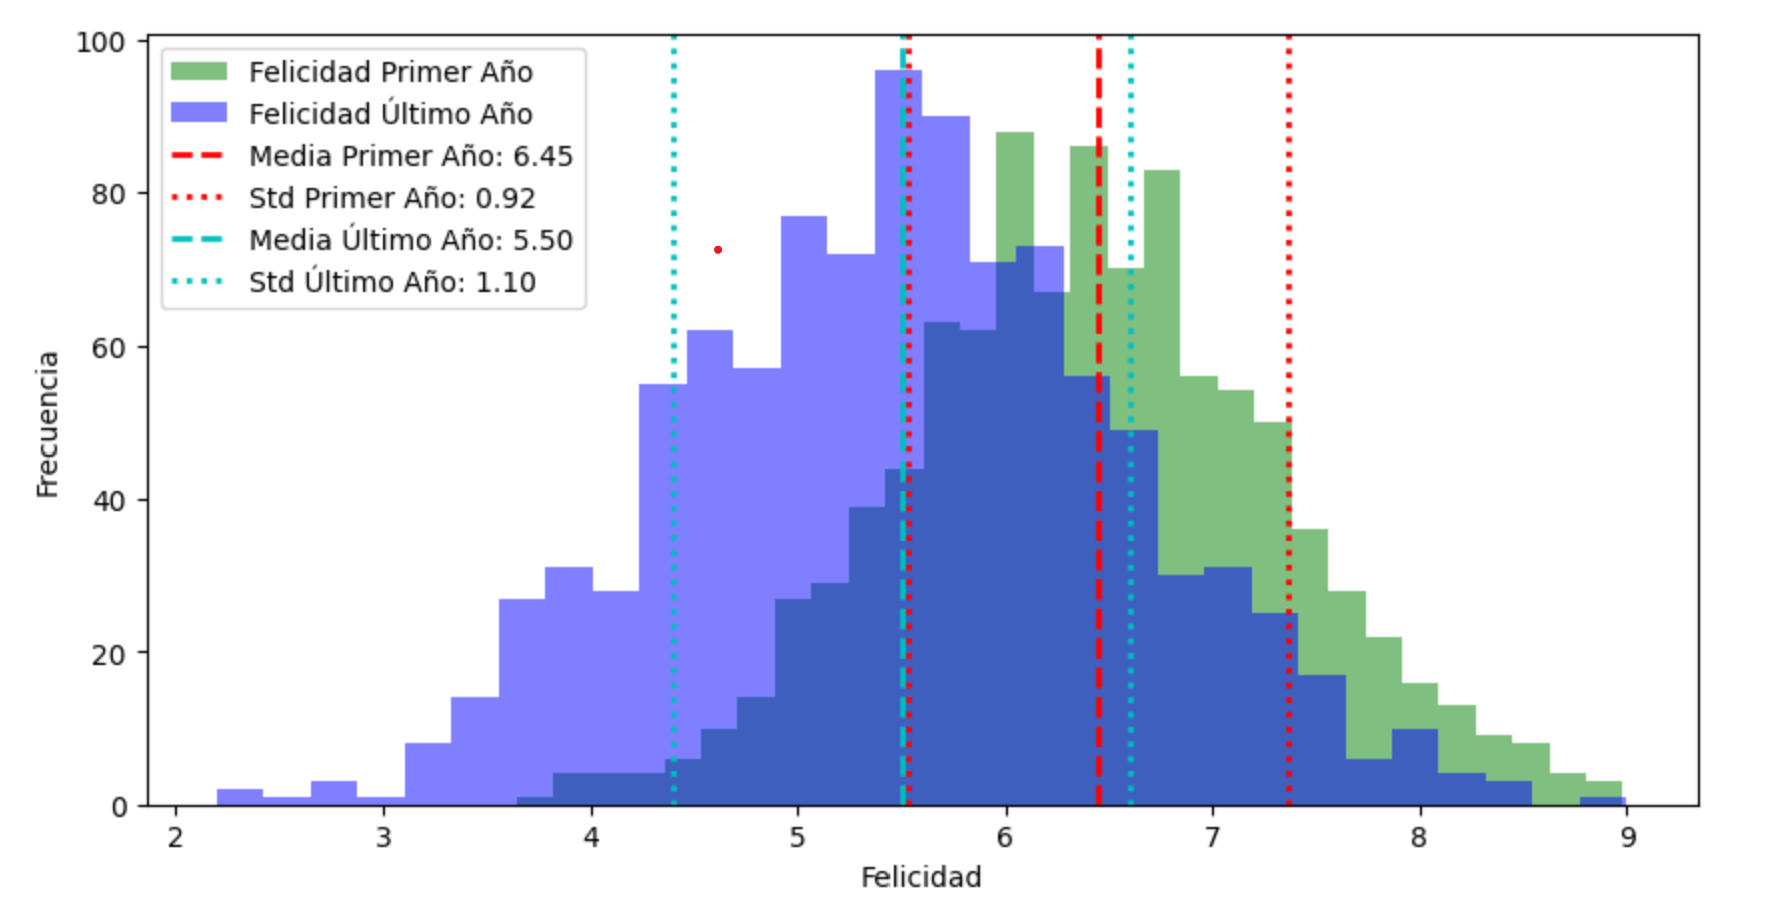 100
80
60
40
20
0
Frecuencia
Felicidad Primer Año
Felicidad Último Año
Media Primer Año: 6.45
Std Primer Año: 0.92
Media Último Año: 5.50
Std Último Año: 1.10
2 3 4 5 6 7 8 9
Felicidad